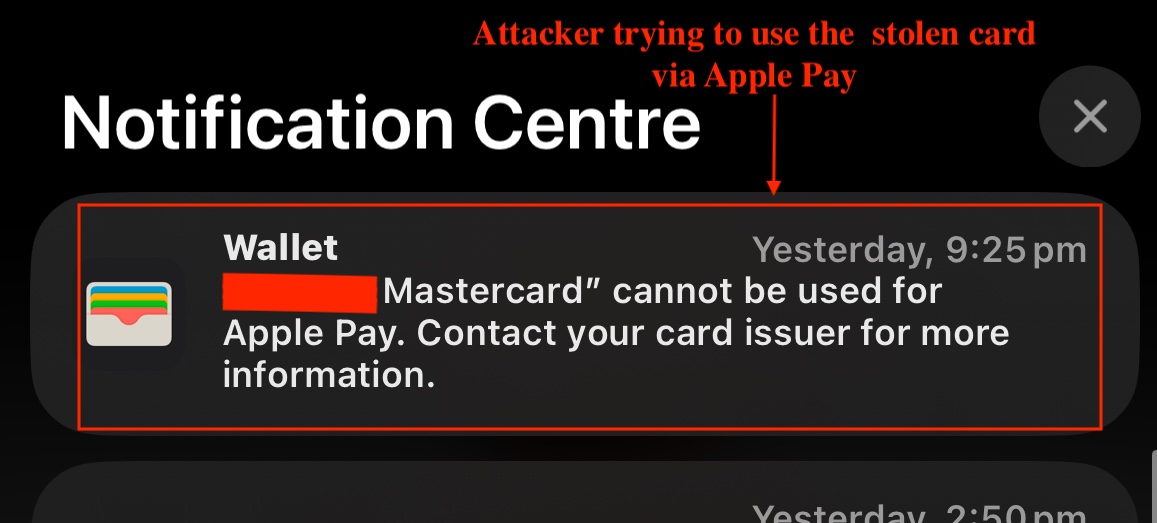 Attacker trying to use the stolen card
via Apple Pay
Notification Centre
Wallet
Yesterday, 9:25 pm
Mastercard” cannot be used for
Apple Pay. Contact your card issuer for more
information.
Yesterday, 2:50 pm